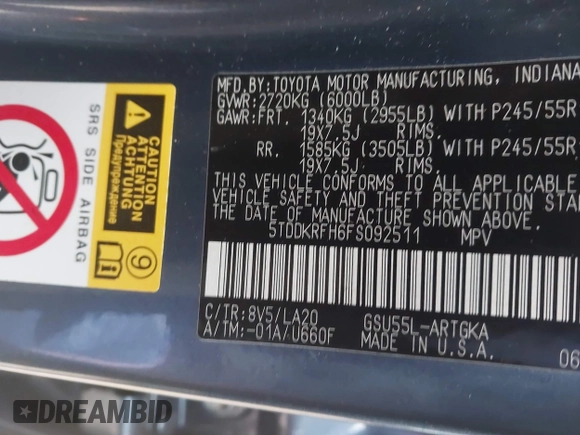 MFD.BY:TOYOTA MOTOR MANUFACTURING, INDIANA
GVWR:2720KG (6000LB)
GAWR:FRT. 1340KG (2955LB) WITH P245/55R
19X7.5J RIMS.
RR. 1585KG (3505LB) WITH P245/55R
19X7.5J RIMS.
THIS VEHICLE CONFORMS TO ALL APPLICABLE
VEHICLE SAFETY AND THEFT PREVENTION STA
THE DATE OF MANUFACTURE SHOWN ABOVE.
5TDDKRFH6FS092511 MPV
C/TR:8V5/LA20 GSU55L-ARTGKA
A/TM:-01A/U660F MADE IN U.S.A. 06
SRS SIDE AIRBAG
CAUTION
ATTENTION
ACHTUNG
Предупреждение
9
DREAMBID